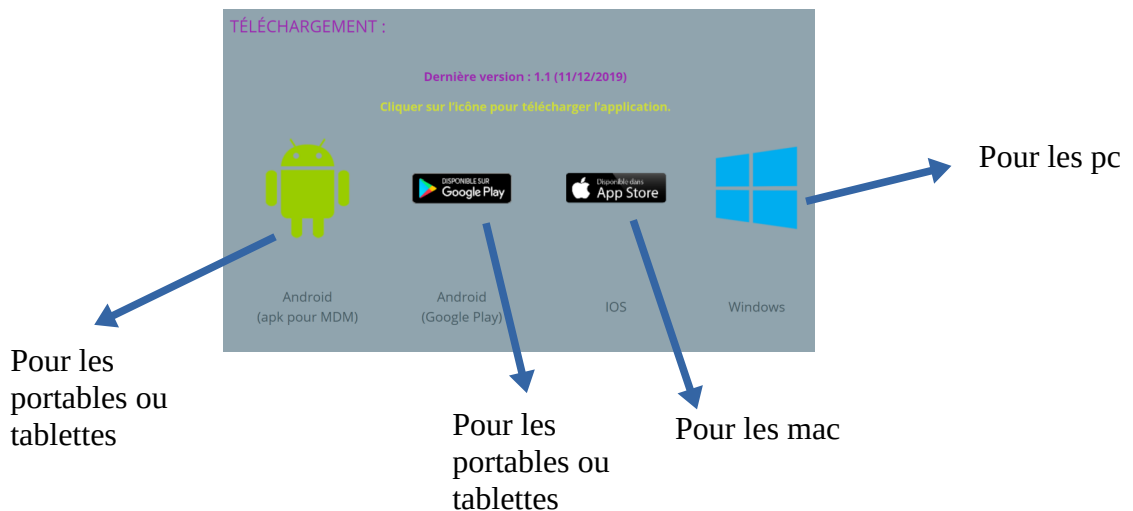 TÉLÉCHARGEMENT :
Dernière version : 1.1 (11/12/2019)
Cliquer sur l'icône pour télécharger l'application.
DISPONIBLE SUR
Google Play
Disponible dans
App Store
Pour les pc
Android
(apk pour MDM)
Android
(Google Play)
IOS
Windows
Pour les
portables ou
tablettes
Pour les
portables ou
tablettes
Pour les mac